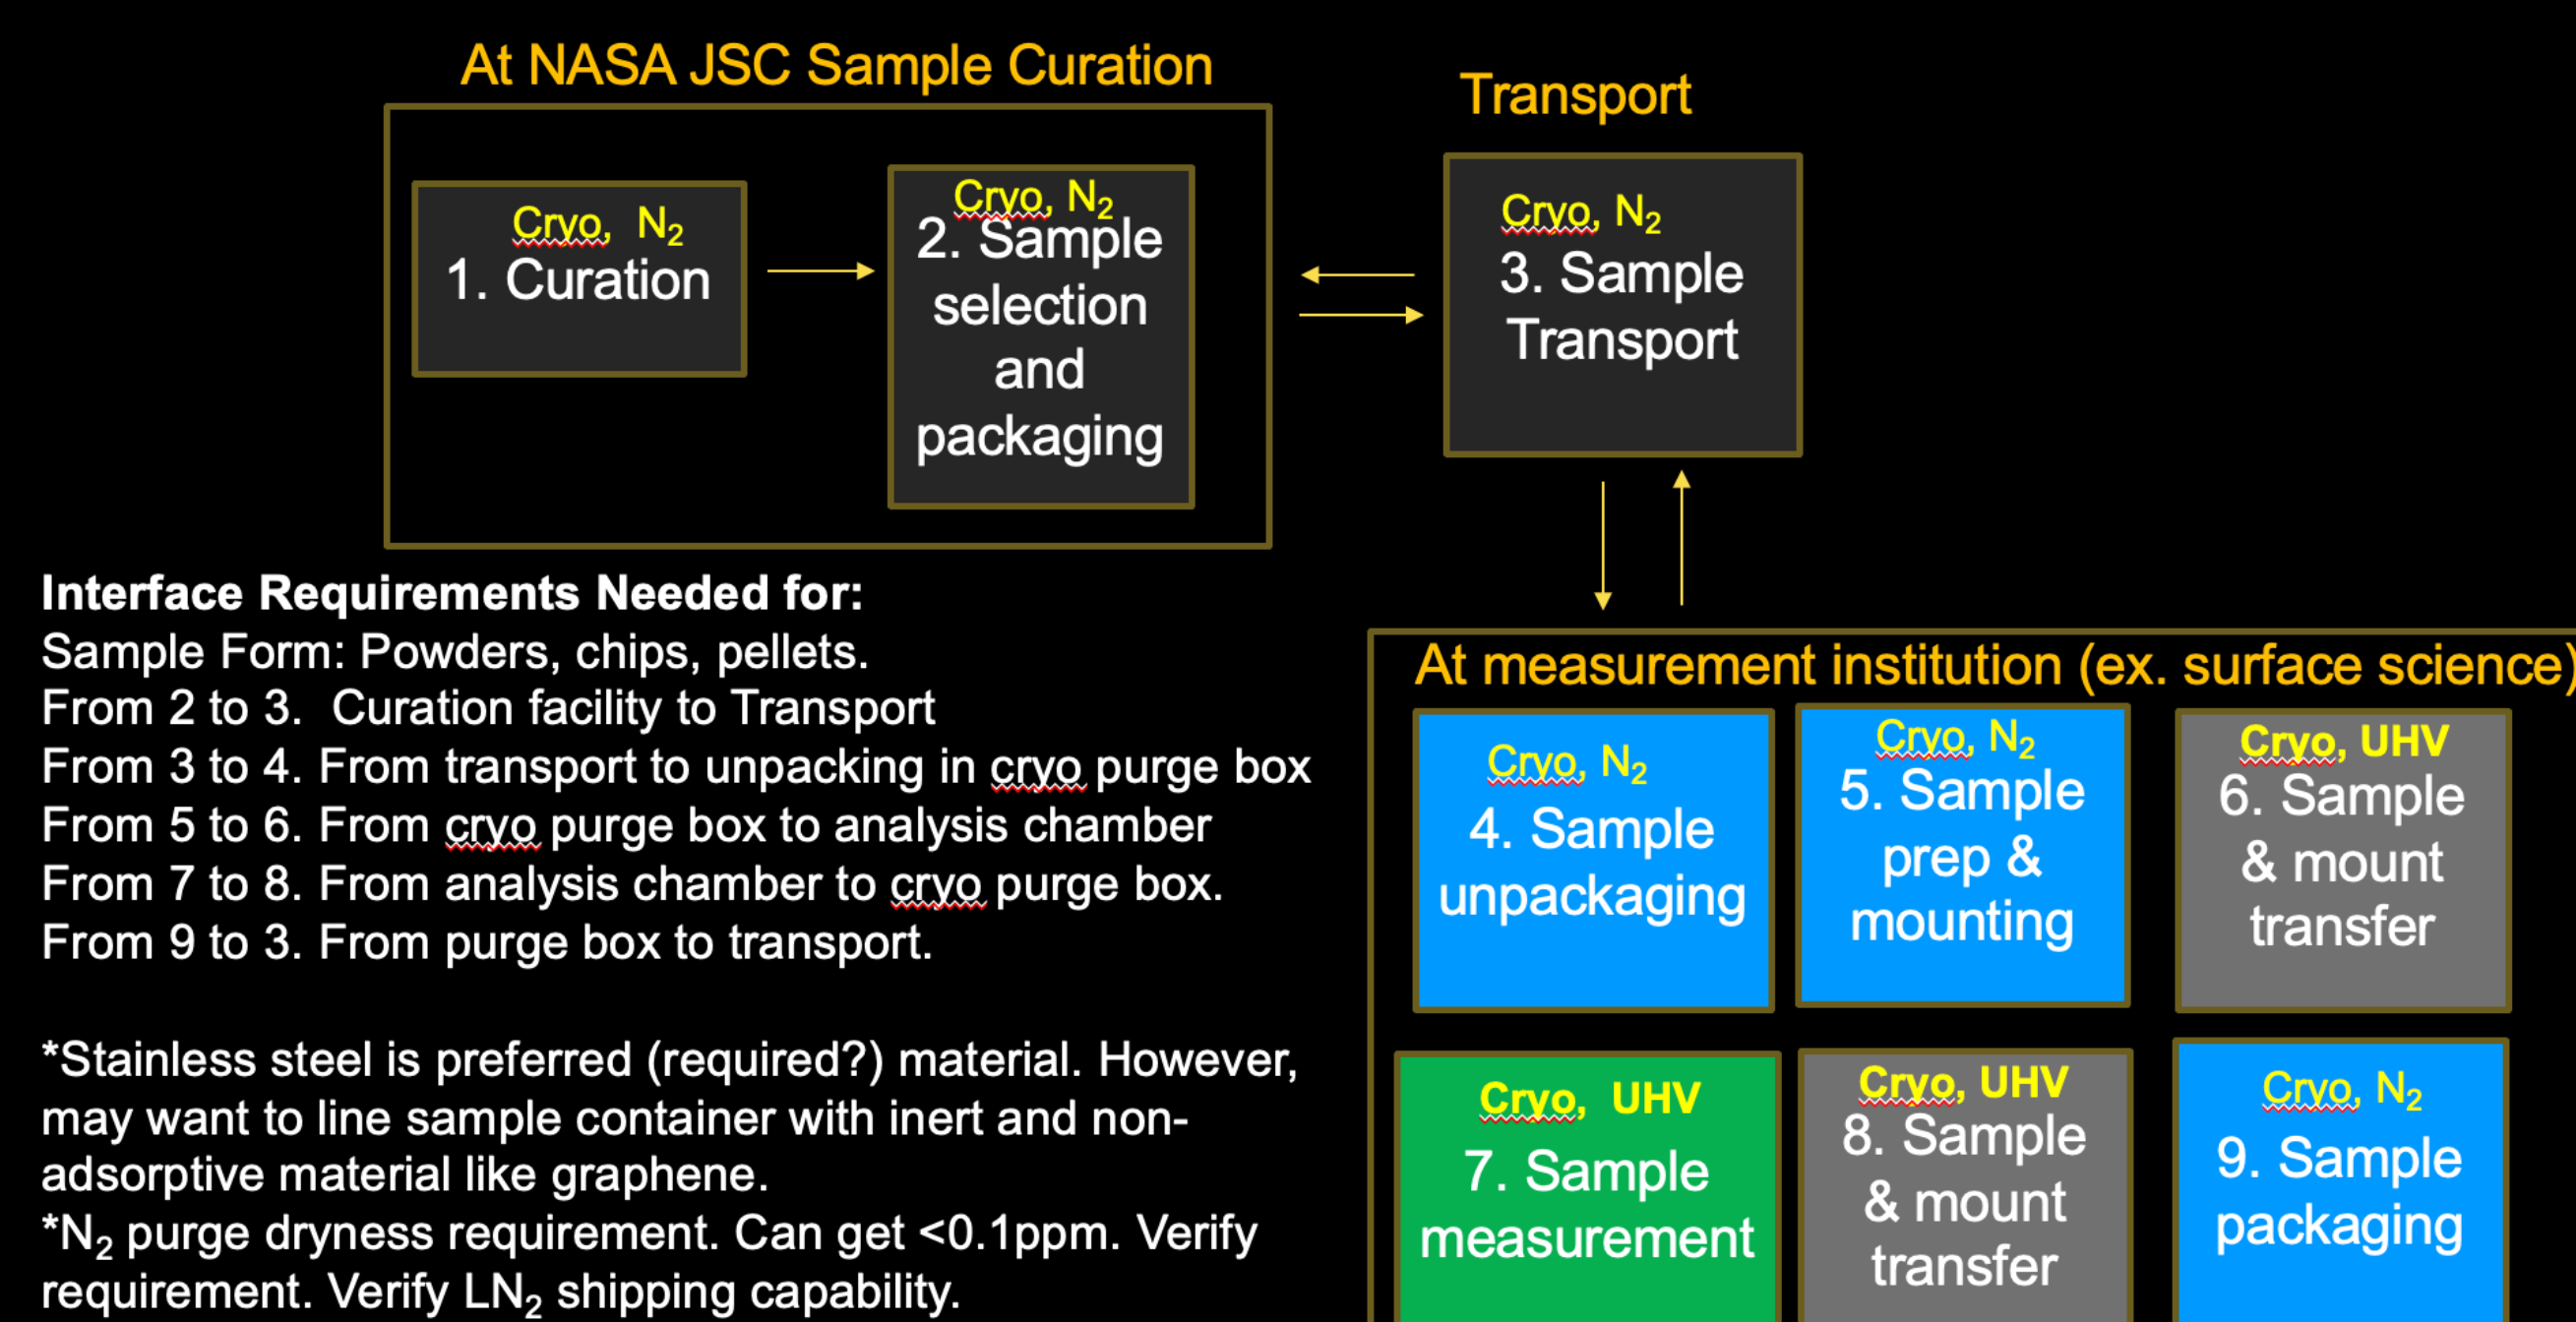 At NASA JSC Sample Curation
Transport
Cryo, N₂
1. Curation
Cryo, N₂
2. Sample
selection
and
packaging
Cryo, N₂
3. Sample
Transport
Interface Requirements Needed for:
Sample Form: Powders, chips, pellets.
From 2 to 3. Curation facility to Transport
From 3 to 4. From transport to unpacking in cryo purge box
From 5 to 6. From cryo purge box to analysis chamber
From 7 to 8. From analysis chamber to cryo purge box.
From 9 to 3. From purge box to transport.
*Stainless steel is preferred (required?) material. However,
may want to line sample container with inert and non-
adsorptive material like graphene.
*N₂ purge dryness requirement. Can get <0.1ppm. Verify
requirement. Verify LN₂ shipping capability.
At measurement institution (ex. surface science)
Cryo, N₂
4. Sample
unpackaging
Cryo, N₂
5. Sample
prep &
mounting
Cryo, UHV
6. Sample
& mount
transfer
Cryo, UHV
7. Sample
measurement
Cryo, UHV
8. Sample
& mount
transfer
Cryo, N₂
9. Sample
packaging